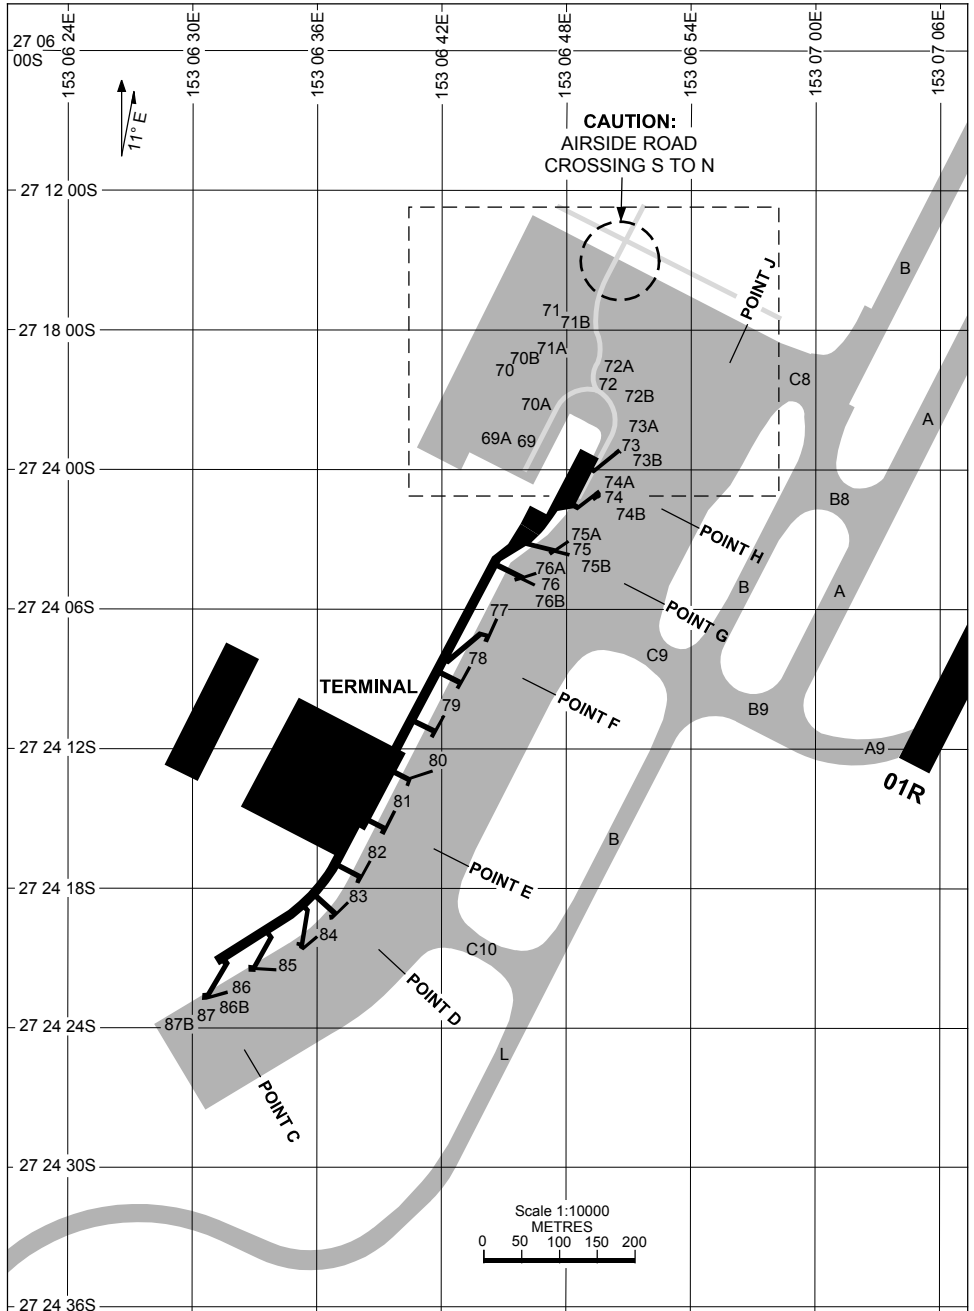 153 06 24E
153 06 30E
153 06 36E
153 06 42E
153 06 48E
153 06 54E
153 07 00E
153 07 06E
27 06
00S
11° E
CAUTION:
AIRSIDE ROAD
CROSSING S TO N
27 12 00S
POINT J
B
71
71B
27 18 00S
71A
70B
70
72A
72
72B
C8
70A
A
73A
69A
69
73
73B
27 24 00S
74A
74
74B
B8
POINT H
75A
75
75B
76A
76
76B
B
A
27 24 06S
77
POINT G
78
C9
TERMINAL
79
POINT F
B9
27 24 12S
A9
80
01R
81
B
82
POINT E
27 24 18S
83
84
C10
85
86
86B
87
87B
POINT D
27 24 24S
L
POINT C
27 24 30S
Scale 1:10000
METRES
0 50 100 150 200
27 24 36S